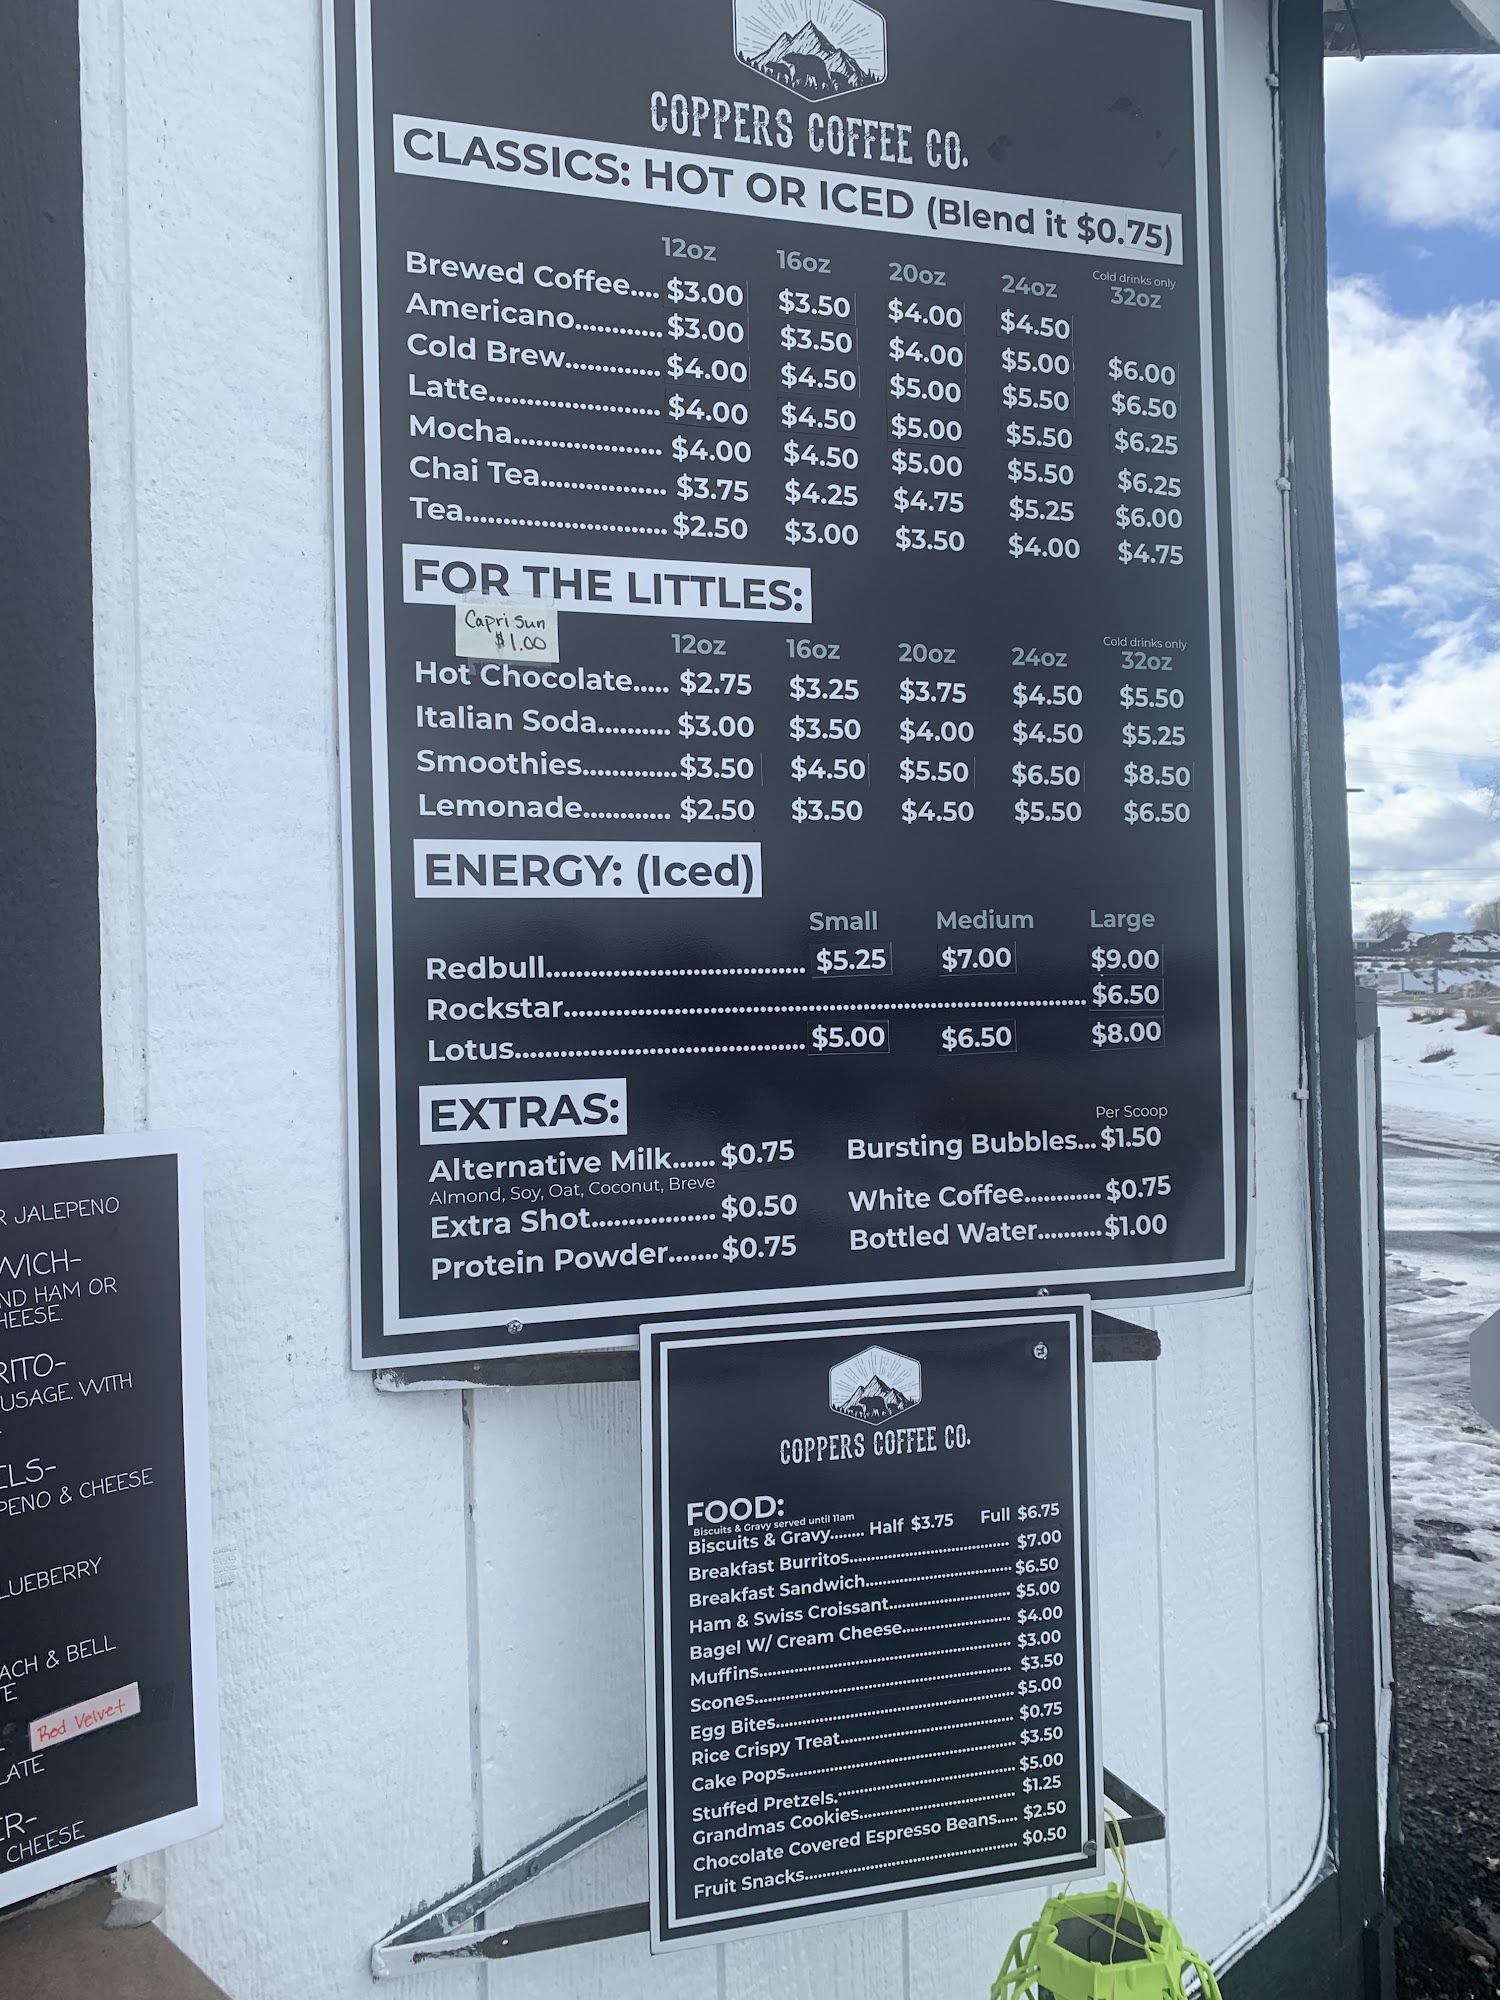 COPPERS COFFEE CO.
CLASSICS: HOT OR ICED (Blend it $0.75)
12oz 16oz 20oz 24oz Cold drinks only 32oz
Brewed Coffee.... $3.00 $3.50 $4.00 $4.50
Americano............ $3.00 $3.50 $4.00 $5.00 $6.00
Cold Brew............. $4.00 $4.50 $5.00 $5.50 $6.50
Latte....................... $4.00 $4.50 $5.00 $5.50 $6.25
Mocha.................... $4.00 $4.50 $5.00 $5.50 $6.25
Chai Tea................. $3.75 $4.25 $4.75 $5.25 $6.00
Tea........................... $2.50 $3.00 $3.50 $4.00 $4.75
FOR THE LITTLES:
Capri Sun
$1.00
12oz 16oz 20oz 24oz Cold drinks only 32oz
Hot Chocolate..... $2.75 $3.25 $3.75 $4.50 $5.50
Italian Soda.......... $3.00 $3.50 $4.00 $4.50 $5.25
Smoothies............. $3.50 $4.50 $5.50 $6.50 $8.50
Lemonade............ $2.50 $3.50 $4.50 $5.50 $6.50
ENERGY: (Iced)
Small Medium Large
Redbull.................................. $5.25 $7.00 $9.00
Rockstar...................................................................... $6.50
Lotus...................................... $5.00 $6.50 $8.00
EXTRAS:
Alternative Milk...... $0.75
Almond, Soy, Oat, Coconut, Breve
Extra Shot................. $0.50
Protein Powder....... $0.75
Per Scoop
Bursting Bubbles... $1.50
White Coffee............ $0.75
Bottled Water.......... $1.00
COPPERS COFFEE CO.
FOOD:
Biscuits & Gravy served until 11am
Biscuits & Gravy........ Half $3.75 Full $6.75
Breakfast Burritos.................................... $7.00
Breakfast Sandwich................................. $6.50
Ham & Swiss Croissant........................... $5.00
Bagel W/ Cream Cheese........................ $4.00
Muffins....................................................... $3.00
Scones......................................................... $3.50
Egg Bites..................................................... $5.00
Rice Crispy Treat...................................... $0.75
Cake Pops................................................... $3.50
Stuffed Pretzels......................................... $5.00
Grandmas Cookies.................................. $1.25
Chocolate Covered Espresso Beans..... $2.50
Fruit Snacks................................................ $0.50
R JALEPENO
WICH-
ND HAM OR
HEESE.
RITO-
USAGE. WITH
ELS-
PENO & CHEESE
LUEBERRY
ACH & BELL
TE
Red Velvet
LATE
ER-
CHEESE